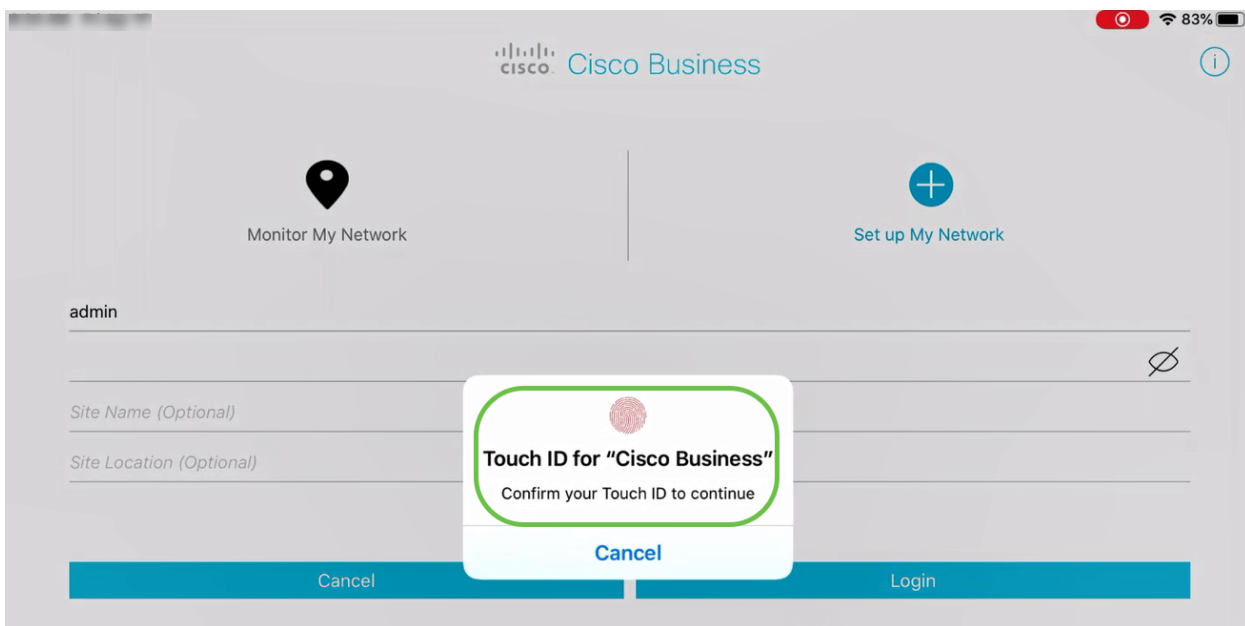 83%
CISCO Cisco Business
Monitor My Network
Set up My Network
admin
Site Name (Optional)
Site Location (Optional)
Touch ID for “Cisco Business”
Confirm your Touch ID to continue
Cancel
Cancel
Login